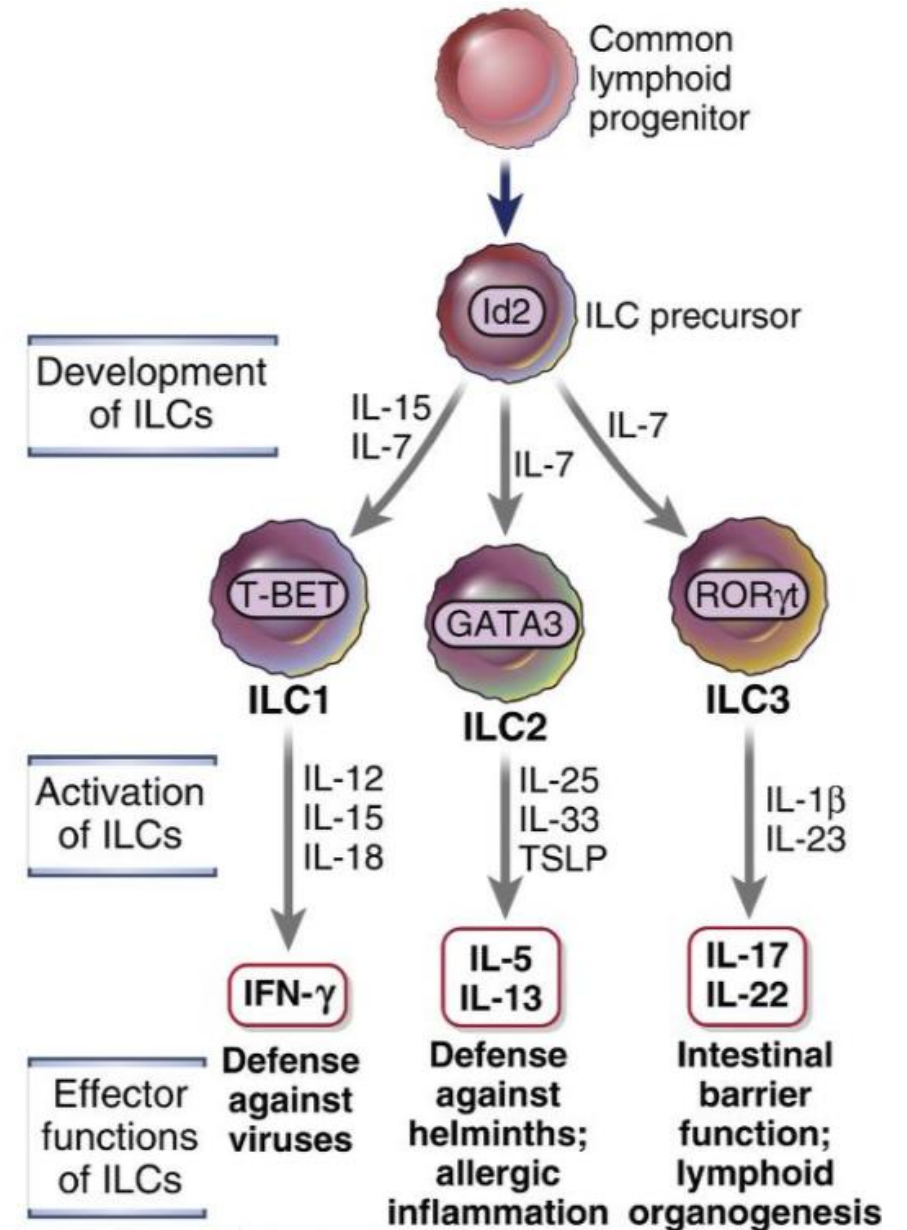 Common
lymphoid
progenitor
Id2
ILC precursor
Development
of ILCs
IL-15
IL-7
IL-7
IL-7
T-BET
GATA3
RORγt
ILC1
ILC2
ILC3
Activation
of ILCs
IL-12
IL-15
IL-18
IL-25
IL-33
TSLP
IL-1β
IL-23
IFN-γ
IL-5
IL-13
IL-17
IL-22
Effector
functions
of ILCs
Defense
against
viruses
Defense
against
helminths;
allergic
inflammation
Intestinal
barrier
function;
lymphoid
organogenesis